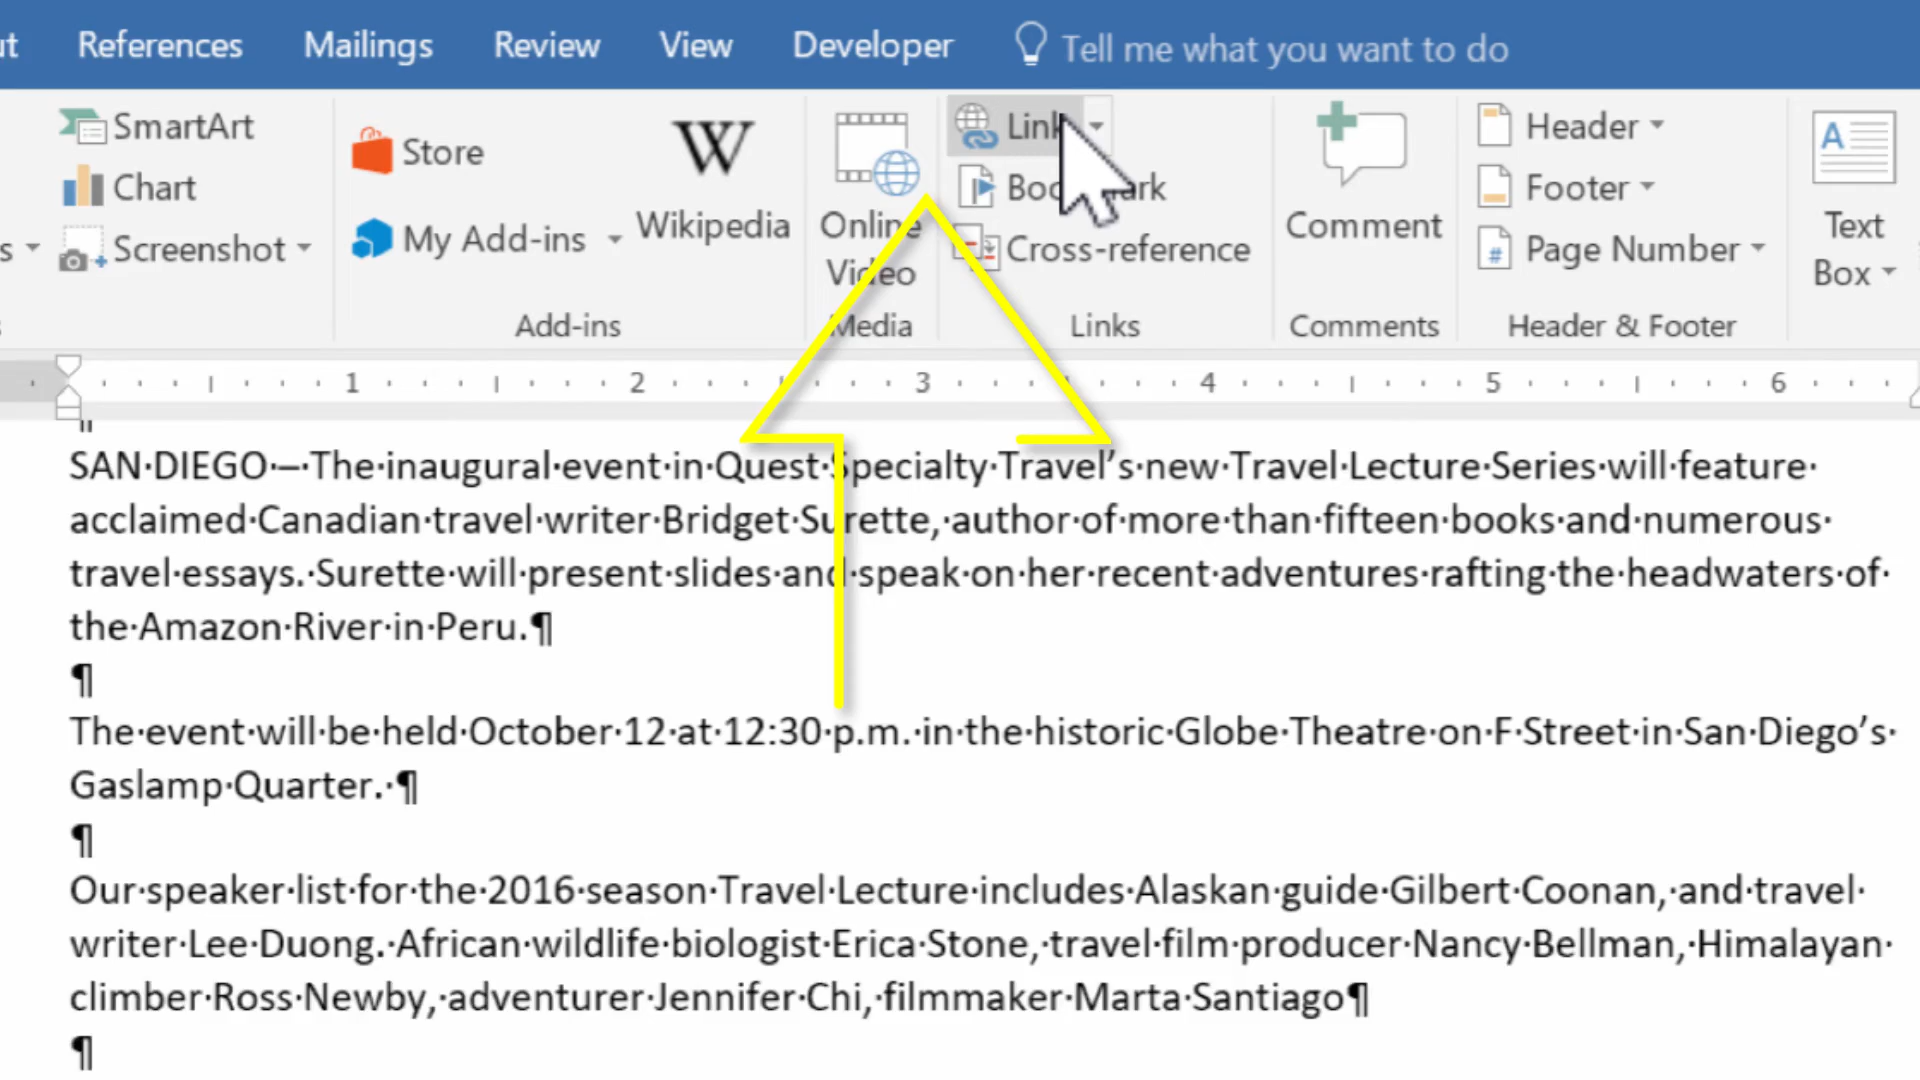 References Mailings Review View Developer Tell me what you want to do
SmartArt
Chart
Screenshot
Store
My Add-ins
W
Wikipedia
Add-ins
Online
Video
Media
Link
Bookmark
Cross-reference
Links
Comment
Comments
Header
Footer
# Page Number
Header & Footer
A
Text
Box
1 2 3 4 5 6
¶
SAN·DIEGO·–·The·inaugural·event·in·Quest·Specialty·Travel’s·new·Travel·Lecture·Series·will·feature·
acclaimed·Canadian·travel·writer·Bridget·Surette,·author·of·more·than·fifteen·books·and·numerous·
travel·essays.·Surette·will·present·slides·and·speak·on·her·recent·adventures·rafting·the·headwaters·of·
the·Amazon·River·in·Peru.¶
¶
The·event·will·be·held·October·12·at·12:30·p.m.·in·the·historic·Globe·Theatre·on·F·Street·in·San·Diego’s·
Gaslamp·Quarter.·¶
¶
Our·speaker·list·for·the·2016·season·Travel·Lecture·includes·Alaskan·guide·Gilbert·Coonan,·and·travel·
writer·Lee·Duong.·African·wildlife·biologist·Erica·Stone,·travel·film·producer·Nancy·Bellman,·Himalayan·
climber·Ross·Newby,·adventurer·Jennifer·Chi,·filmmaker·Marta·Santiago¶
¶